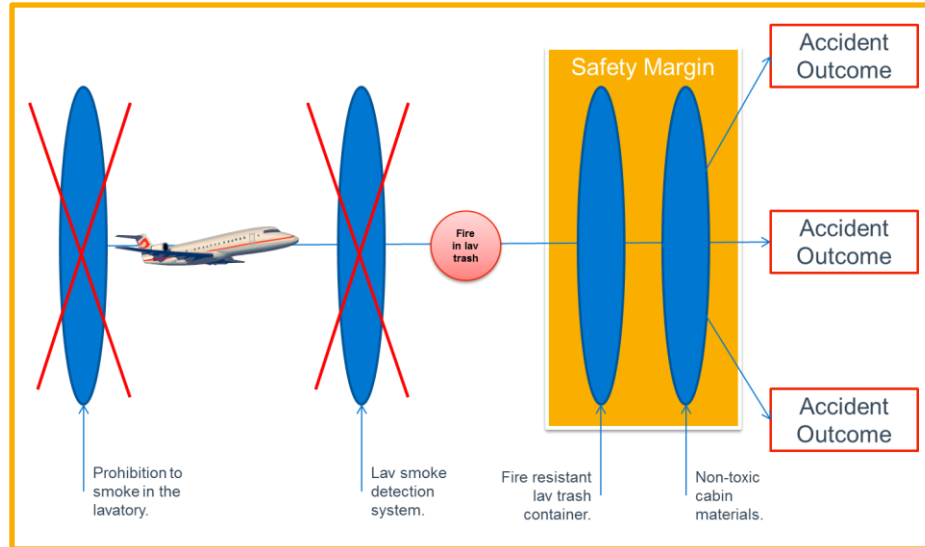 Safety Margin
Accident
Outcome
Fire
in lav
trash
Accident
Outcome
Accident
Outcome
Prohibition to
smoke in the
lavatory.
Lav smoke
detection
system.
Fire resistant
lav trash
container.
Non-toxic
cabin
materials.